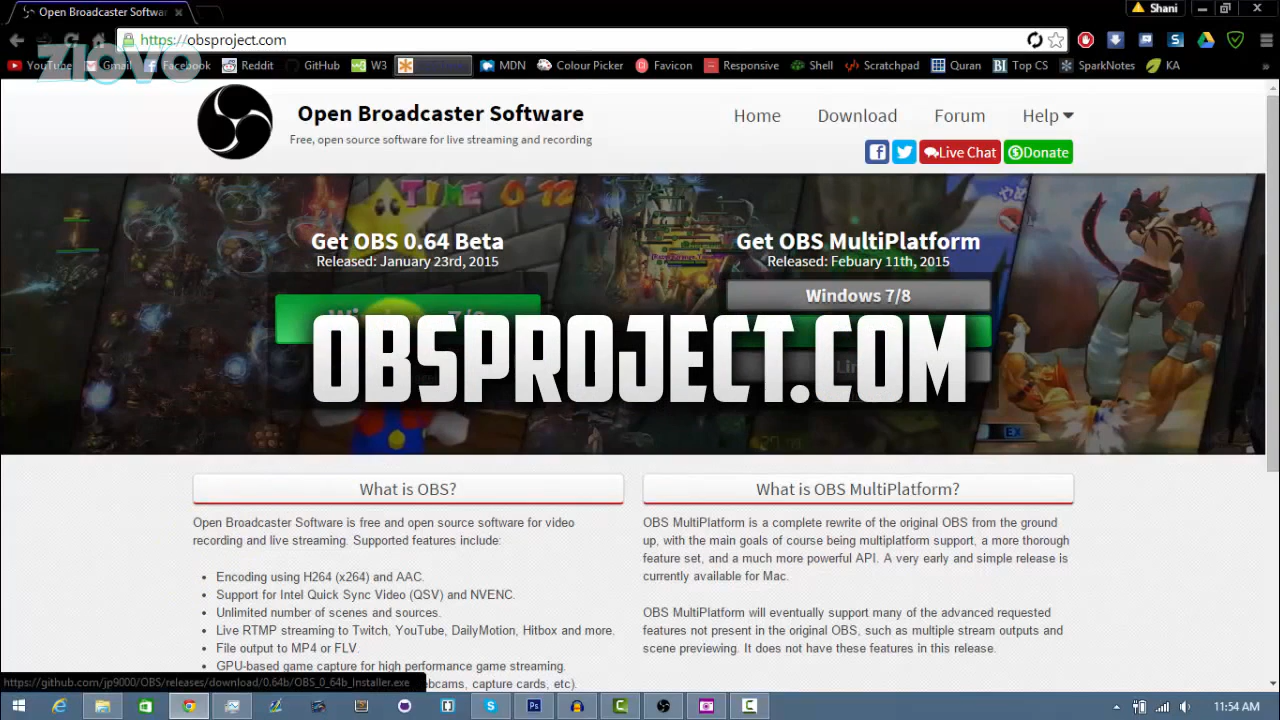 Open Broadcaster Softwar
Shani
https://obsproject.com
YouTube
Gmail
Facebook
Reddit
GitHub
W3
MDN
Colour Picker
Favicon
Responsive
Shell
Scratchpad
Quran
Top CS
SparkNotes
KA
ZIOVO
Open Broadcaster Software
Free, open source software for live streaming and recording
Home
Download
Forum
Help
Live Chat
Donate
TIME 0 12
Get OBS 0.64 Beta
Released: January 23rd, 2015
Get OBS MultiPlatform
Released: Febuary 11th, 2015
Windows 7/8
OBSPROJECT.COM
What is OBS?
Open Broadcaster Software is free and open source software for video
recording and live streaming. Supported features include:
• Encoding using H264 (x264) and AAC.
• Support for Intel Quick Sync Video (QSV) and NVENC.
• Unlimited number of scenes and sources.
• Live RTMP streaming to Twitch, YouTube, DailyMotion, Hitbox and more.
• File output to MP4 or FLV.
• GPU-based game capture for high performance game streaming.
ebcams, capture cards, etc).
What is OBS MultiPlatform?
OBS MultiPlatform is a complete rewrite of the original OBS from the ground
up, with the main goals of course being multiplatform support, a more thorough
feature set, and a much more powerful API. A very early and simple release is
currently available for Mac.
OBS MultiPlatform will eventually support many of the advanced requested
features not present in the original OBS, such as multiple stream outputs and
scene previewing. It does not have these features in this release.
https://github.com/jp9000/OBS/releases/download/0.64b/OBS_0_64b_Installer.exe
11:54 AM